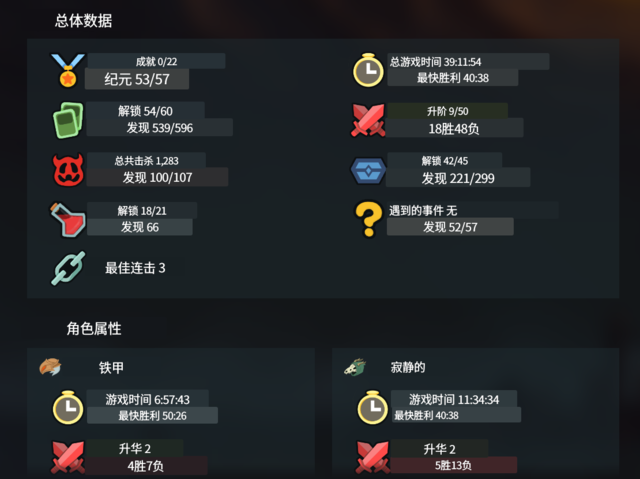 总体数据
成就 0/22
纪元 53/57
总游戏时间 39:11:54
最快胜利 40:38
解锁 54/60
发现 539/596
升阶 9/50
18胜48负
总共击杀 1,283
发现 100/107
解锁 42/45
发现 221/299
解锁 18/21
发现 66
遇到的事件 无
发现 52/57
最佳连击 3
角色属性
铁甲
游戏时间 6:57:43
最快胜利 50:26
升华 2
4胜7负
寂静的
游戏时间 11:34:34
最快胜利 40:38
升华 2
5胜13负